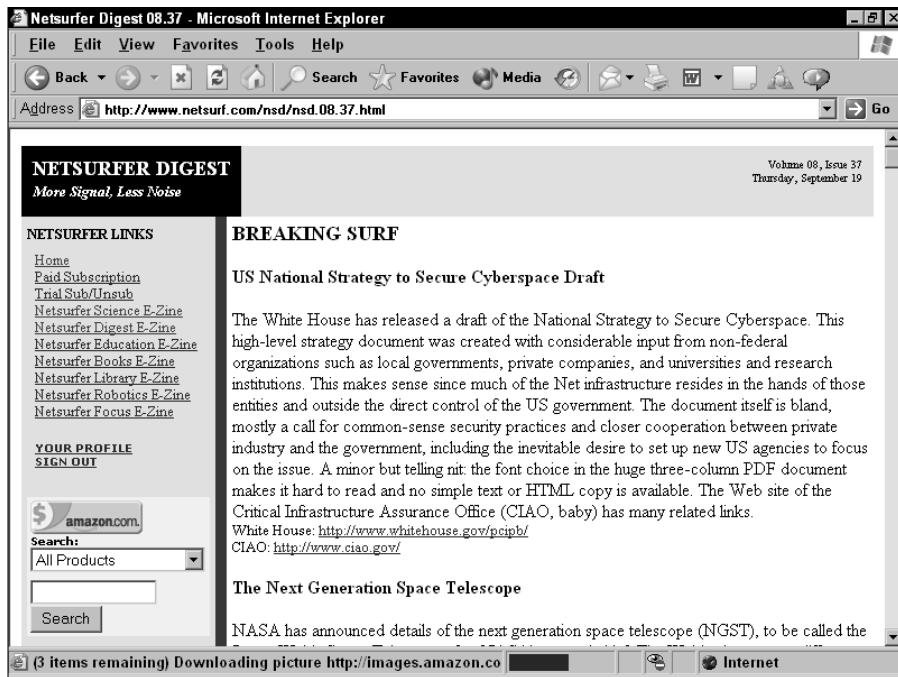 Netsurfer Digest 08.37 - Microsoft Internet Explorer
File Edit View Favorites Tools Help
Back Search Favorites Media
Address http://www.netsurf.com/nsd/nsd.08.37.html Go
NETSURFER DIGEST
More Signal, Less Noise
Volume 08, Issue 37
Thursday, September 19
NETSURFER LINKS
Home
Paid Subscription
Trial Sub/Unsub
Netsurfer Science E-Zine
Netsurfer Digest E-Zine
Netsurfer Education E-Zine
Netsurfer Books E-Zine
Netsurfer Library E-Zine
Netsurfer Robotics E-Zine
Netsurfer Focus E-Zine
YOUR PROFILE
SIGN OUT
amazon.com.
Search:
All Products
Search
BREAKING SURF
US National Strategy to Secure Cyberspace Draft
The White House has released a draft of the National Strategy to Secure Cyberspace. This
high-level strategy document was created with considerable input from non-federal
organizations such as local governments, private companies, and universities and research
institutions. This makes sense since much of the Net infrastructure resides in the hands of those
entities and outside the direct control of the US government. The document itself is bland,
mostly a call for common-sense security practices and closer cooperation between private
industry and the government, including the inevitable desire to set up new US agencies to focus
on the issue. A minor but telling nit: the font choice in the huge three-column PDF document
makes it hard to read and no simple text or HTML copy is available. The Web site of the
Critical Infrastructure Assurance Office (CIAO, baby) has many related links.
White House: http://www.whitehouse.gov/pcipb/
CIAO: http://www.ciao.gov/
The Next Generation Space Telescope
NASA has announced details of the next generation space telescope (NGST), to be called the
(3 items remaining) Downloading picture http://images.amazon.co
Internet